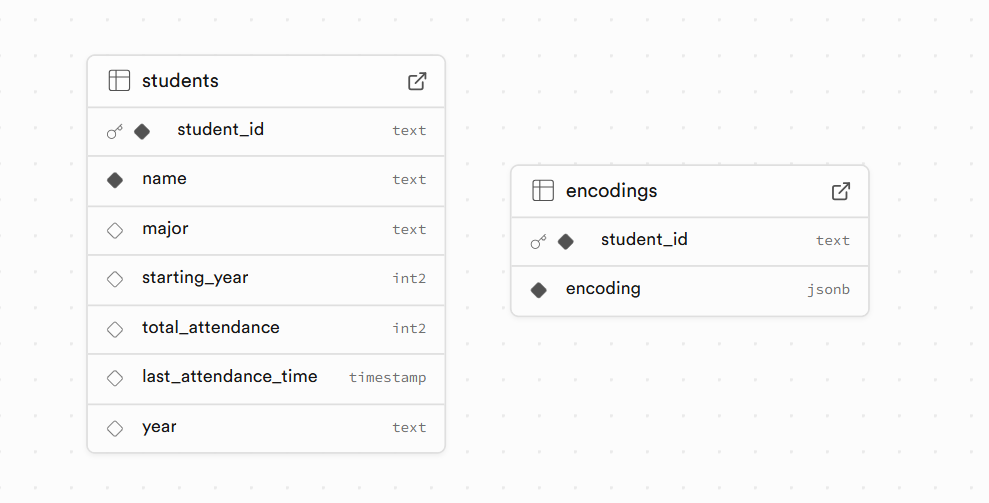 students
student_id text
name text
major text
starting_year int2
total_attendance int2
last_attendance_time timestamp
year text
encodings
student_id text
encoding jsonb